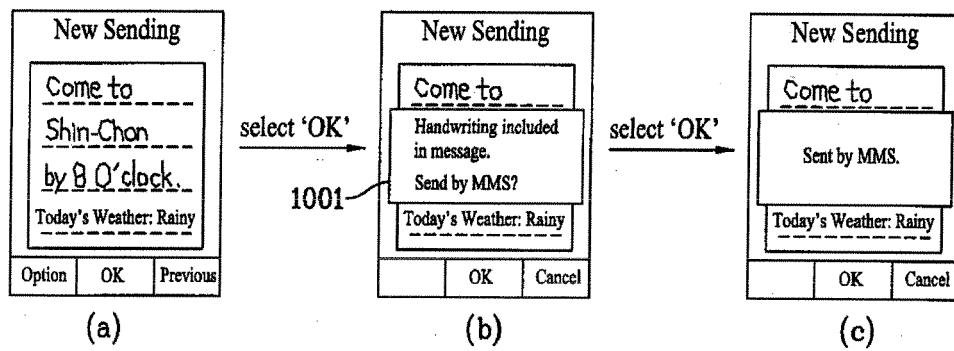 New Sending
Come to
Shin-Chon
by 8 O'clock.
Today's Weather: Rainy
Option OK Previous
(a)
select 'OK'
New Sending
Come to
Handwriting included
in message.
Send by MMS?
1001
Today's Weather: Rainy
OK Cancel
(b)
select 'OK'
New Sending
Come to
Sent by MMS.
Today's Weather: Rainy
OK Cancel
(c)